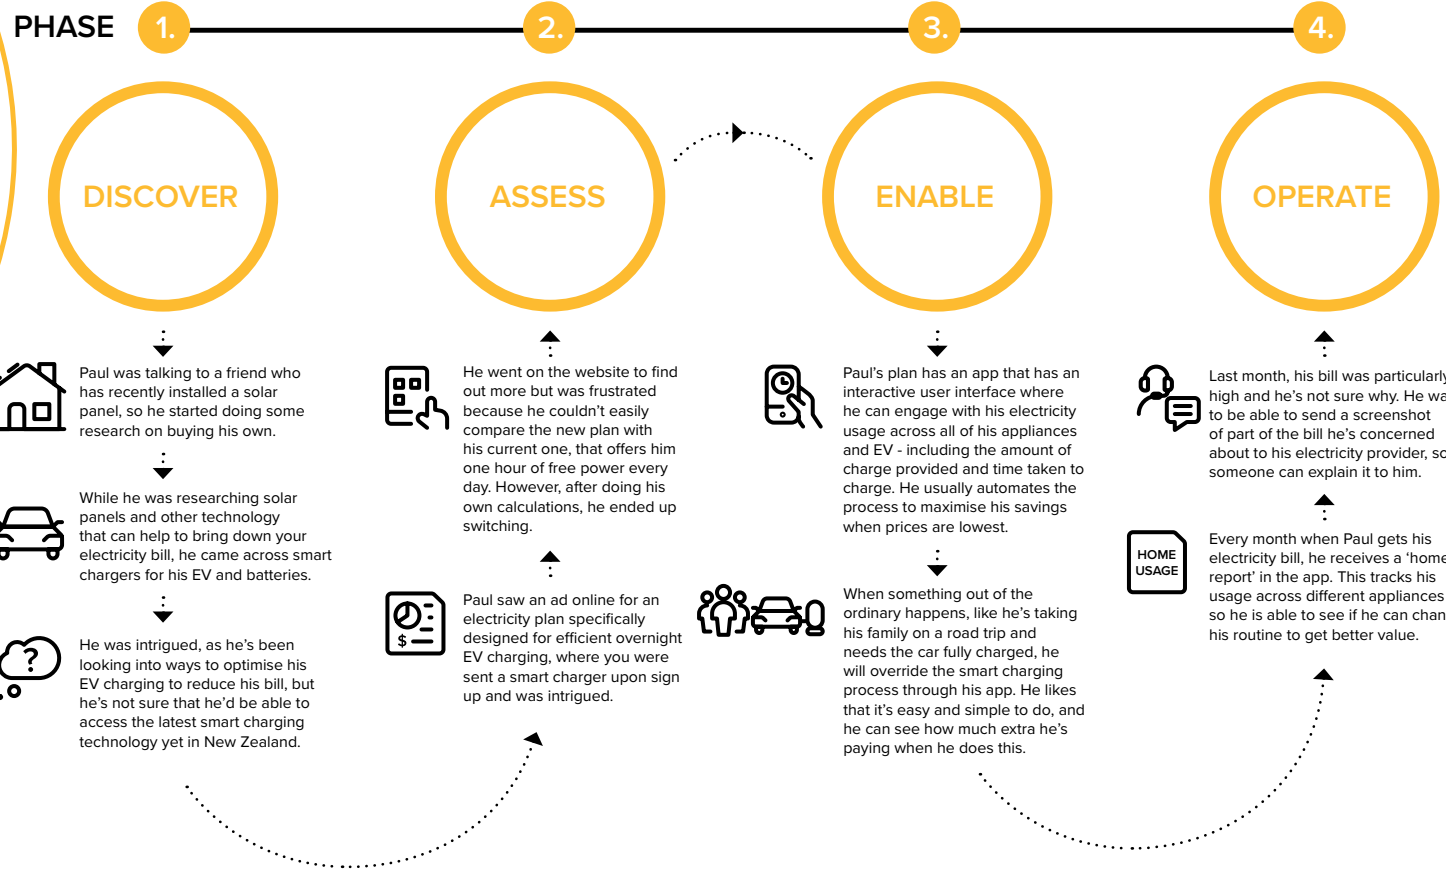 PHASE 1. 2. 3. 4.
DISCOVER
Paul was talking to a friend who
has recently installed a solar
panel, so he started doing some
research on buying his own.
While he was researching solar
panels and other technology
that can help to bring down your
electricity bill, he came across smart
chargers for his EV and batteries.
?
He was intrigued, as he’s been
looking into ways to optimise his
EV charging to reduce his bill, but
he’s not sure that he’d be able to
access the latest smart charging
technology yet in New Zealand.
ASSESS
He went on the website to find
out more but was frustrated
because he couldn’t easily
compare the new plan with
his current one, that offers him
one hour of free power every
day. However, after doing his
own calculations, he ended up
switching.
$
Paul saw an ad online for an
electricity plan specifically
designed for efficient overnight
EV charging, where you were
sent a smart charger upon sign
up and was intrigued.
ENABLE
Paul’s plan has an app that has an
interactive user interface where
he can engage with his electricity
usage across all of his appliances
and EV - including the amount of
charge provided and time taken to
charge. He usually automates the
process to maximise his savings
when prices are lowest.
When something out of the
ordinary happens, like he’s taking
his family on a road trip and
needs the car fully charged, he
will override the smart charging
process through his app. He likes
that it’s easy and simple to do, and
he can see how much extra he’s
paying when he does this.
OPERATE
Last month, his bill was particularly
high and he’s not sure why. He
to be able to send a screenshot
of part of the bill he’s concerned
about to his electricity provider, so
someone can explain it to him.
HOME
USAGE
Every month when Paul gets his
electricity bill, he receives a ‘home
report’ in the app. This tracks his
usage across different appliances
so he is able to see if he can
his routine to get better value.